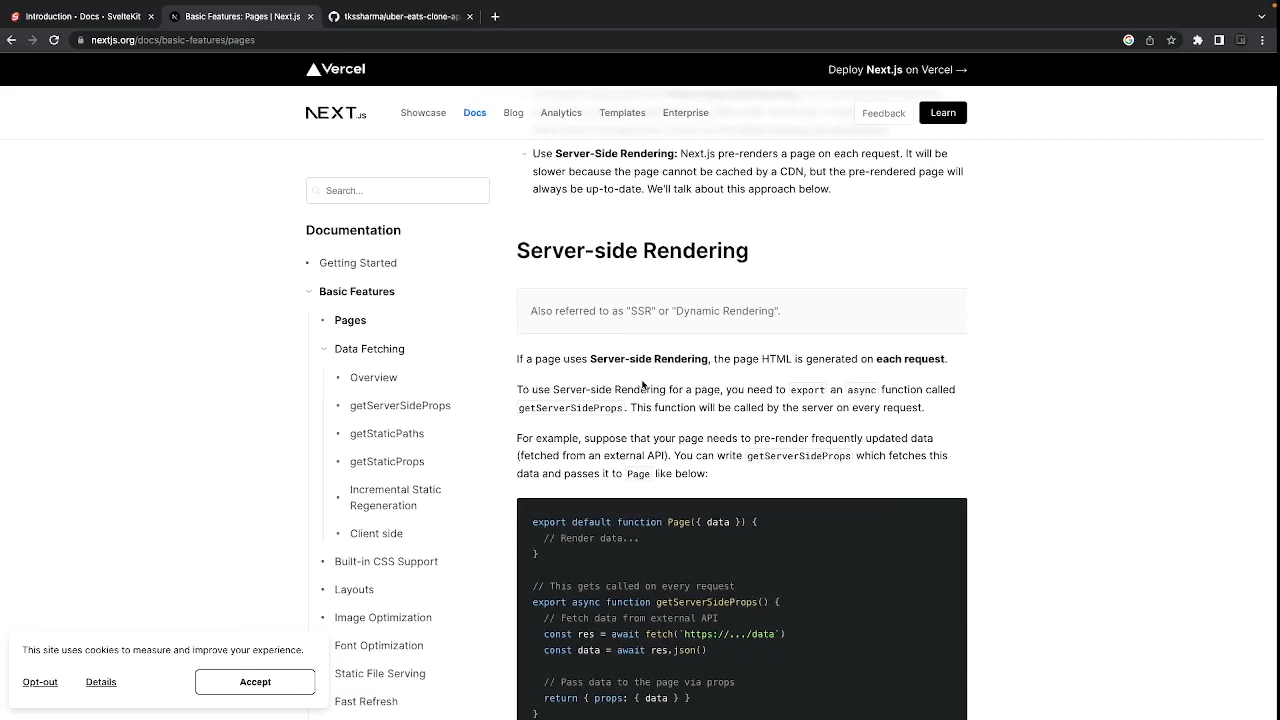 Introduction • Docs • SvelteKit
Basic Features: Pages | Next.js
tkssharma/uber-eats-clone-ap
nextjs.org/docs/basic-features/pages
Vercel
Deploy Next.js on Vercel →
NEXT.JS
Showcase
Docs
Blog
Analytics
Templates
Enterprise
Feedback
Learn
Search...
Documentation
Getting Started
Basic Features
Pages
Data Fetching
Overview
getServerSideProps
getStaticPaths
getStaticProps
Incremental Static
Regeneration
Client side
Built-in CSS Support
Layouts
Image Optimization
Font Optimization
Static File Serving
Fast Refresh
- Use Server-Side Rendering: Next.js pre-renders a page on each request. It will be
slower because the page cannot be cached by a CDN, but the pre-rendered page will
always be up-to-date. We'll talk about this approach below.
Server-side Rendering
Also referred to as "SSR" or "Dynamic Rendering".
If a page uses Server-side Rendering, the page HTML is generated on each request.
To use Server-side Rendering for a page, you need to export an async function called
getServerSideProps. This function will be called by the server on every request.
For example, suppose that your page needs to pre-render frequently updated data
(fetched from an external API). You can write getServerSideProps which fetches this
data and passes it to Page like below:
export default function Page({ data }) {
// Render data...
}
// This gets called on every request
export async function getServerSideProps() {
// Fetch data from external API
const res = await fetch(`https://.../data`)
const data = await res.json()
// Pass data to the page via props
return { props: { data } }
}
This site uses cookies to measure and improve your experience.
Opt-out
Details
Accept